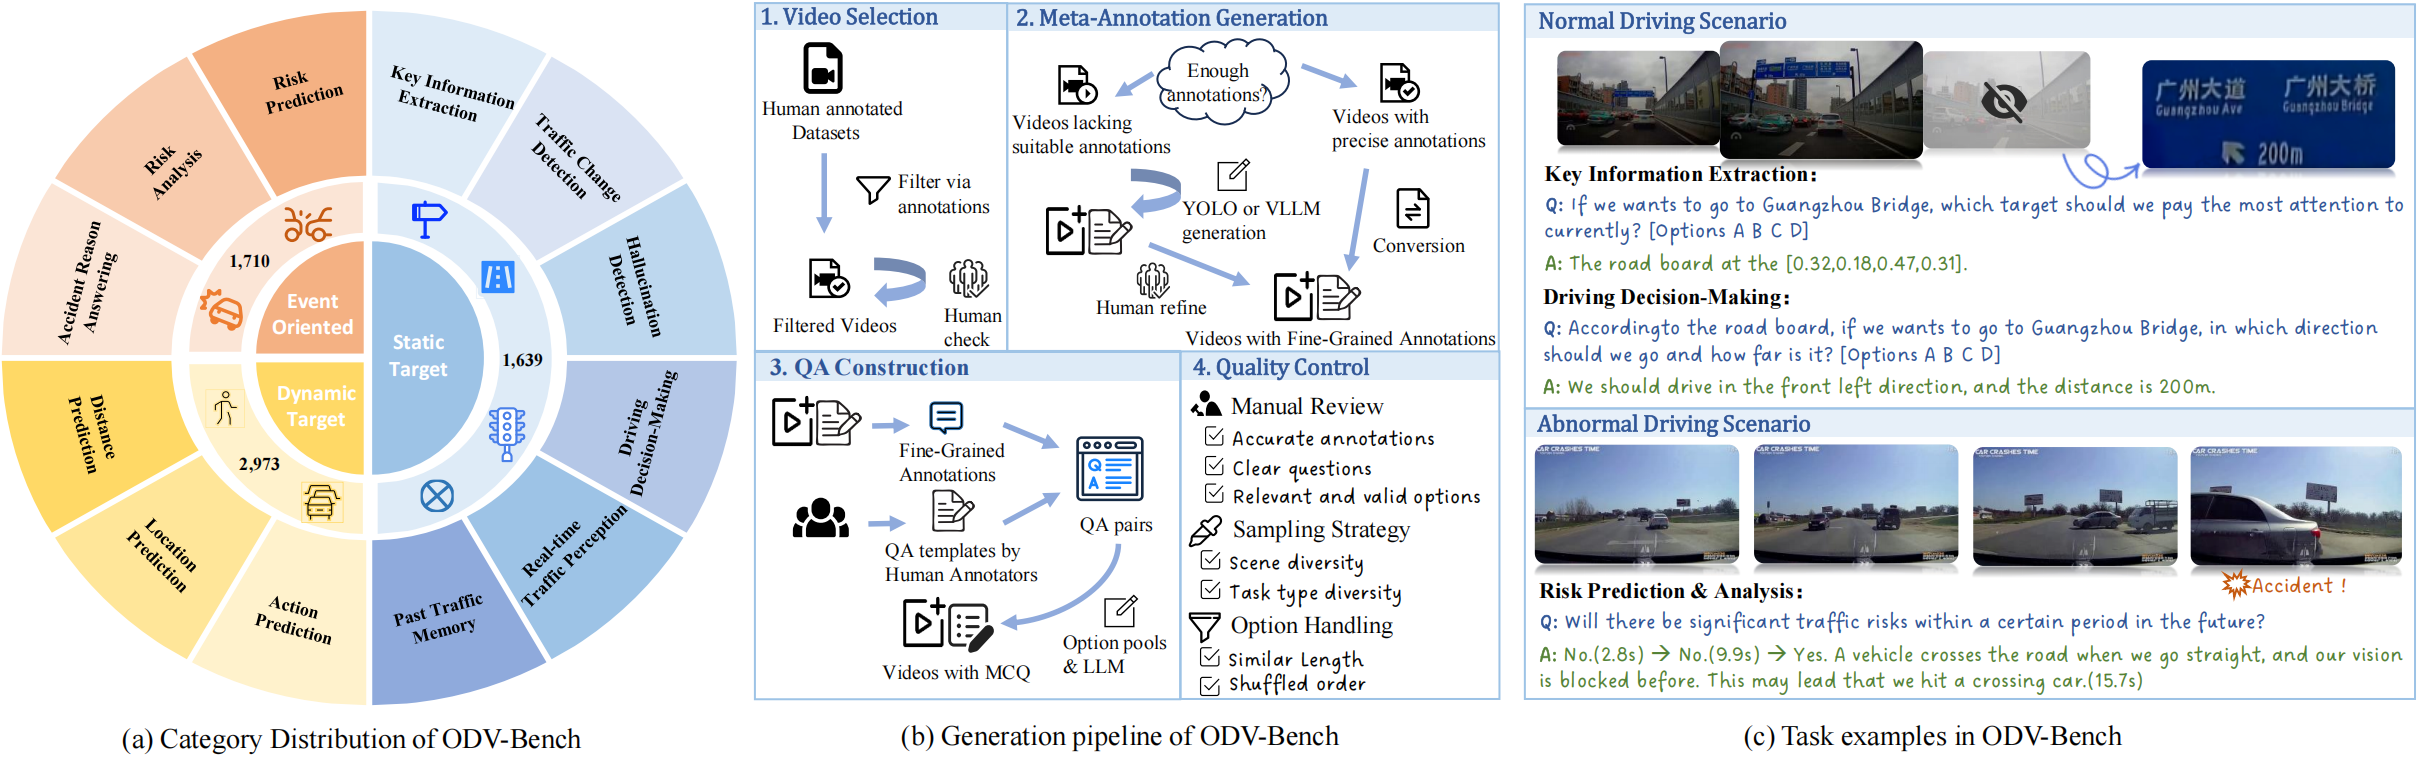 Risk
Prediction
Key Information
Extraction
Risk
Analysis
Traffic Change
Detection
Accident Reason
Answering
Hallucination
Detection
1,710
Event
Oriented
Static
Target
1,639
Dynamic
Target
2,973
Distance
Prediction
Driving
Decision-Making
Location
Prediction
Real-time
Traffic Perception
Action
Prediction
Past Traffic
Memory
(a) Category Distribution of ODV-Bench
1. Video Selection
Human annotated
Datasets
Filter via
annotations
Filtered Videos
Human
check
2. Meta-Annotation Generation
Enough
annotations?
Videos lacking
suitable annotations
Videos with
precise annotations
YOLO or VLLM
generation
Conversion
Human refine
Videos with Fine-Grained Annotations
3. QA Construction
Fine-Grained
Annotations
Q
A
QA pairs
QA templates by
Human Annotators
Option pools
& LLM
Videos with MCQ
4. Quality Control
Manual Review
Accurate annotations
Clear questions
Relevant and valid options
Sampling Strategy
Scene diversity
Task type diversity
Option Handling
Similar Length
Shuffled order
(b) Generation pipeline of ODV-Bench
Normal Driving Scenario
广州大道 广州大桥
Guangzhou Ave Guangzhou Bridge
200m
Key Information Extraction:
Q: If we wants to go to Guangzhou Bridge, which target should we pay the most attention to
currently? [Options A B C D]
A: The road board at the [0.32,0.18,0.47,0.31].
Driving Decision-Making:
Q: Accordingto the road board, if we wants to go to Guangzhou Bridge, in which direction
should we go and how far is it? [Options A B C D]
A: We should drive in the front left direction, and the distance is 200m.
Abnormal Driving Scenario
CAR CRASHES TIME
CAR CRASHES TIME
CAR CRASHES TIME
CAR CRASHES TIME
Accident !
Risk Prediction & Analysis:
Q: Will there be significant traffic risks within a certain period in the future?
A: No.(2.8s) → No.(9.9s) → Yes. A vehicle crosses the road when we go straight, and our vision
is blocked before. This may lead that we hit a crossing car.(15.7s)
(c) Task examples in ODV-Bench